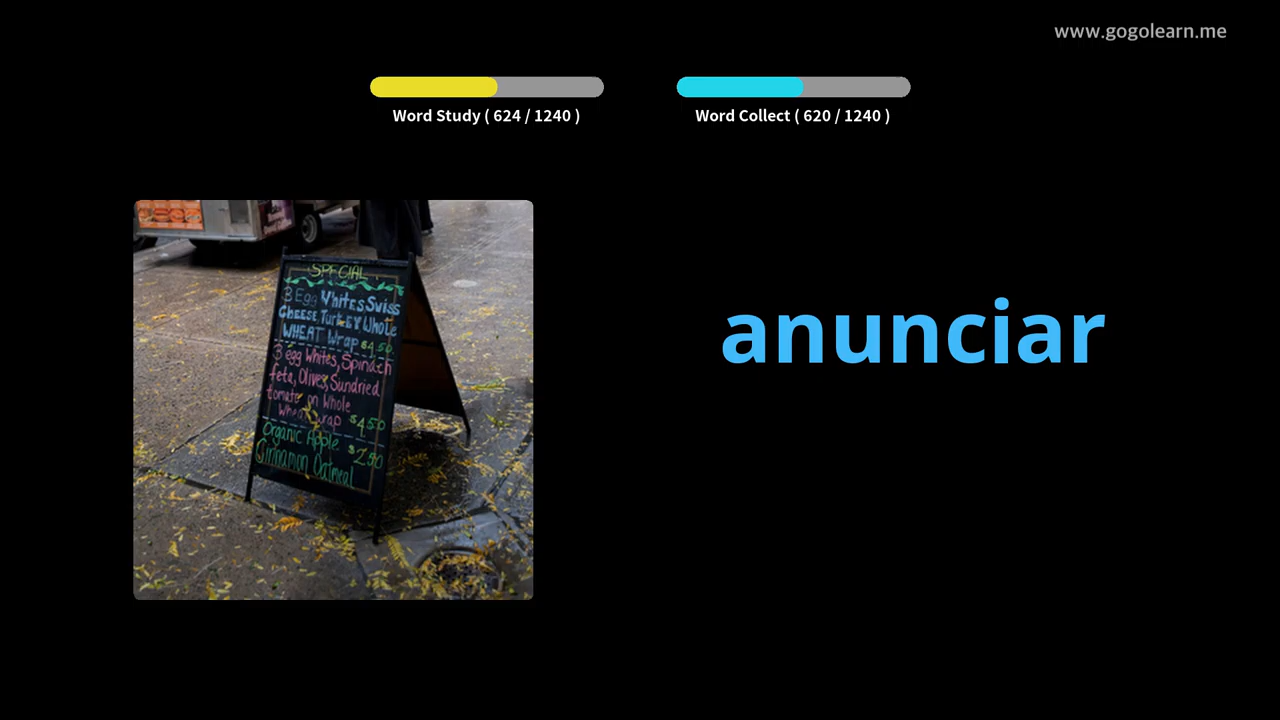 www.gogolearn.me
Word Study ( 624 / 1240 )
Word Collect ( 620 / 1240 )
SPECIAL
3 Egg Whites, Swiss
Cheese, Turkey Whole
WHEAT Wrap $4.50
3 egg Whites, Spinach
feta, Olives, Sundried
tomato on Whole
Wheat Wrap $4.50
Organic Apple
Cinnamon Oatmeal $2.50
anunciar